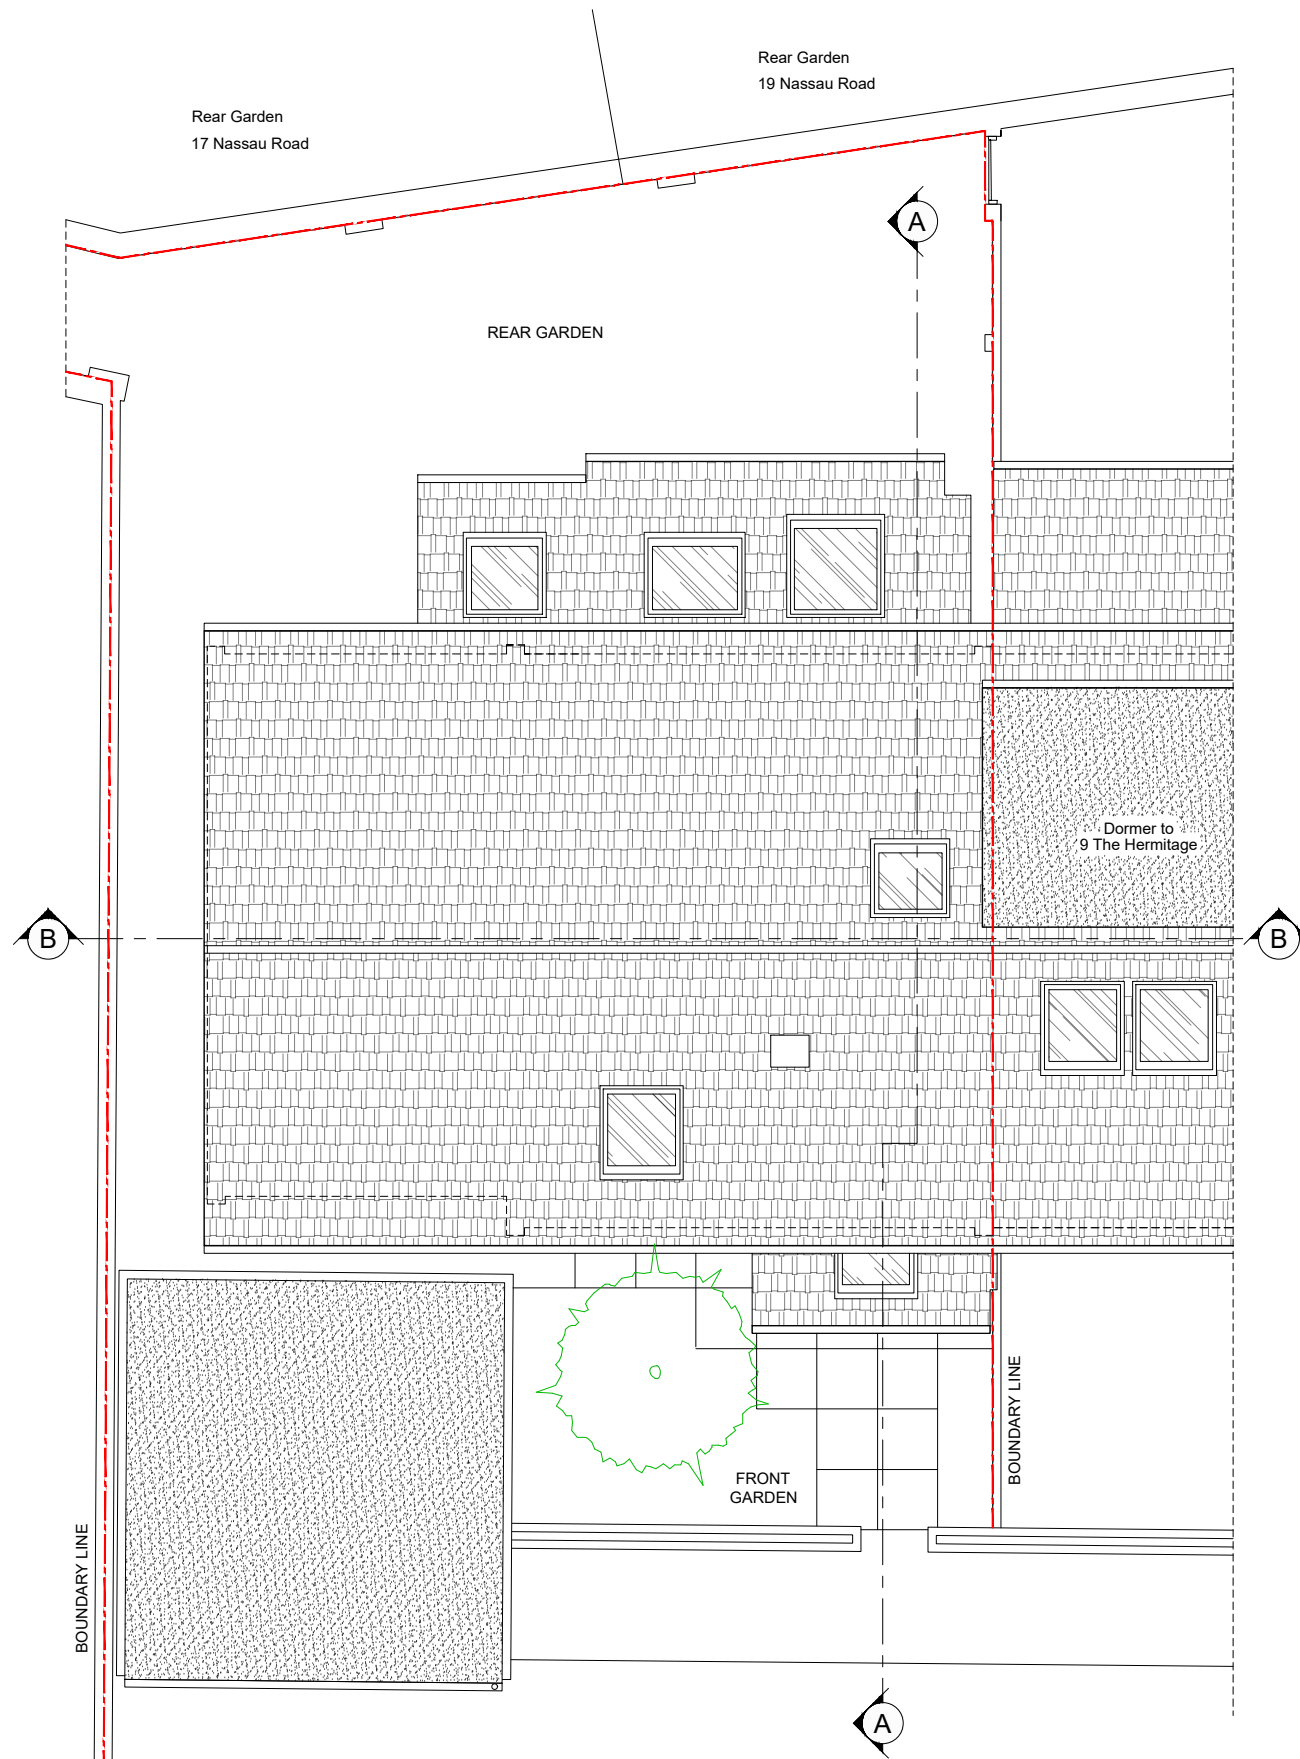 Rear Garden
19 Nassau Road
Rear Garden
17 Nassau Road
A
REAR GARDEN
Dormer to
9 The Hermitage
B
B
BOUNDARY LINE
FRONT
GARDEN
BOUNDARY LINE
A